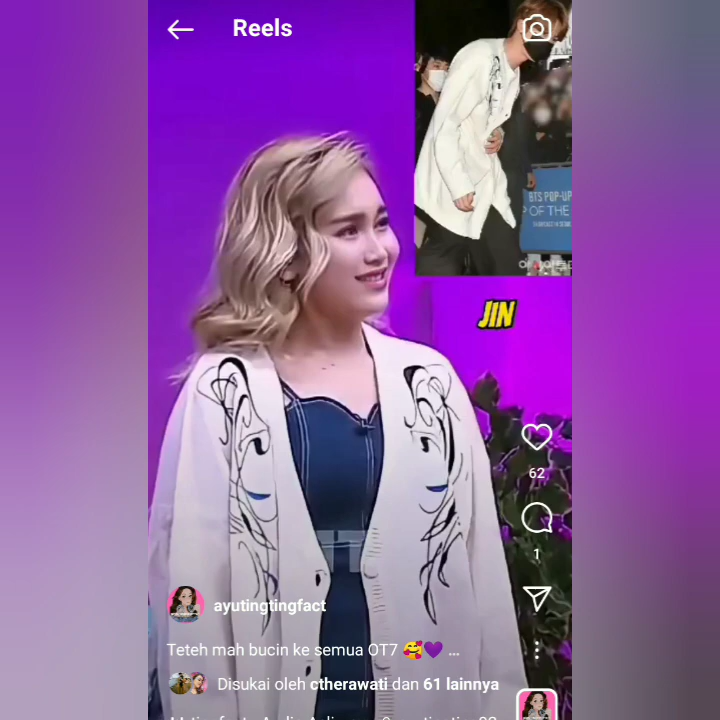 Reels
BTS POP-UP
OF THE
JIN
62
1
ayutingtingfact
Teteh mah bucin ke semua OT7 🥰💜 ...
Disukai oleh ctherawati dan 61 lainnya